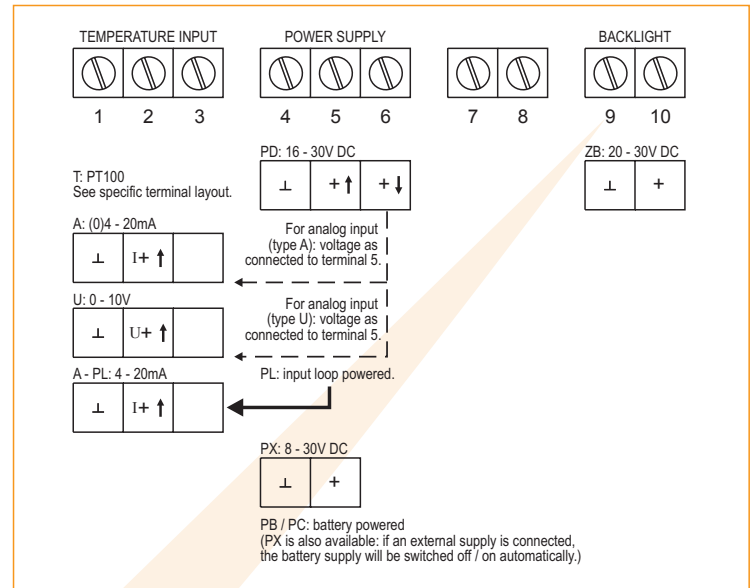 TEMPERATURE INPUT POWER SUPPLY BACKLIGHT
1 2 3 4 5 6 7 8 9 10
PD: 16 - 30V DC ZB: 20 - 30V DC
⊥ +↑ +↓ ⊥ +
T: PT100
See specific terminal layout.
A: (0)4 - 20mA
⊥ I+ ↑
For analog input
(type A): voltage as
connected to terminal 5.
U: 0 - 10V
⊥ U+ ↑
For analog input
(type U): voltage as
connected to terminal 5.
A - PL: 4 - 20mA
⊥ I+ ↑
PL: input loop powered.
PX: 8 - 30V DC
⊥ +
PB / PC: battery powered
(PX is also available: if an external supply is connected,
the battery supply will be switched off / on automatically.)